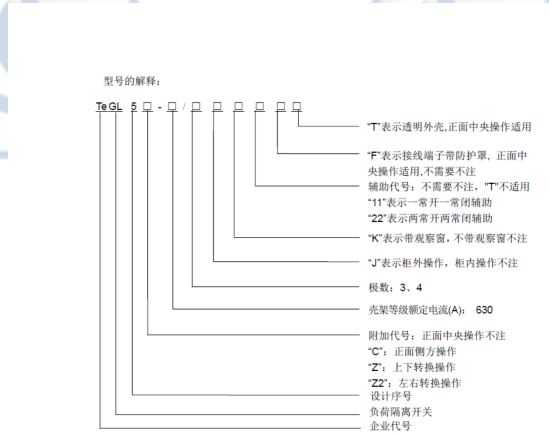 型号的解释：
TeGL 5□-□/□□□□□□
“T”表示透明外壳,正面中央操作适用
“F”表示接线端子带防护罩, 正面中
央操作适用,不需要不注
辅助代号：不需要不注，"T"不适用
“11”表示一常开一常闭辅助
“22”表示两常开两常闭辅助
“K”表示带观察窗，不带观察窗不注
“J”表示柜外操作，柜内操作不注
极数：3、4
壳架等级额定电流(A)： 630
附加代号：正面中央操作不注
“C”：正面侧方操作
“Z”：上下转换操作
“Z2”：左右转换操作
设计序号
负荷隔离开关
企业代号